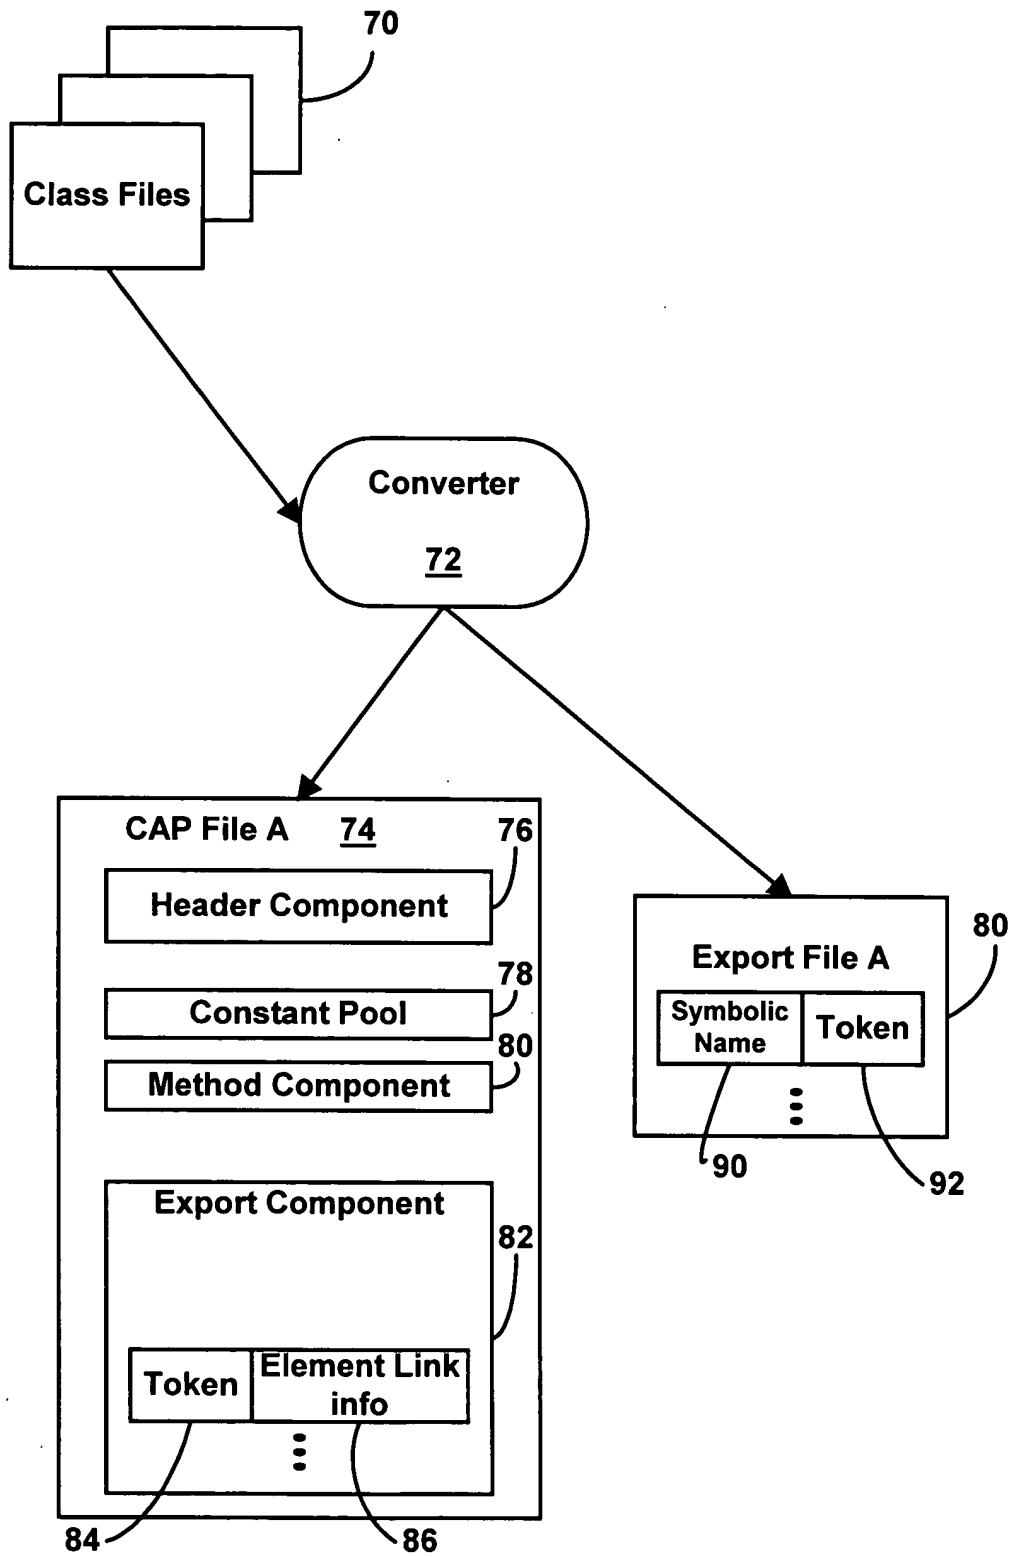 70
Class Files
Converter
72
CAP File A 74
76
Header Component
78
Constant Pool
80
Method Component
Export Component
82
Token
Element Link
info
84
86
80
Export File A
Symbolic
Name
Token
90
92